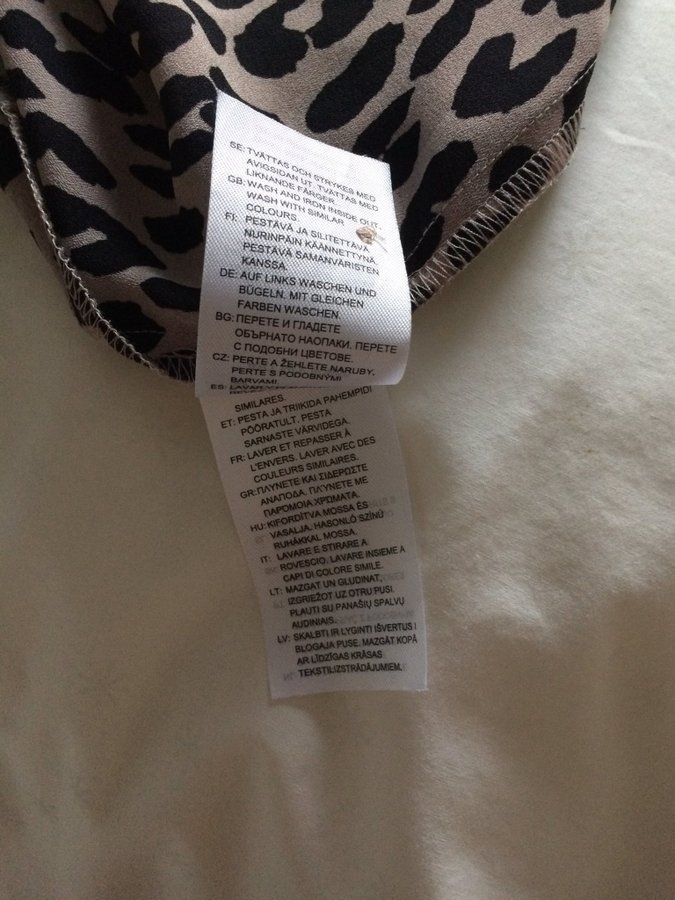 SE: TVÄTTAS OCH STRYKES MED
AVIGSIDAN UT. TVÄTTAS MED
LIKNANDE FÄRGER.
GB: WASH AND IRON INSIDE OUT.
WASH WITH SIMILAR
COLOURS.
FI: PESTÄVÄ JA SILITETTÄVÄ
NURINPÄIN KÄÄNNETTYNÄ.
PESTÄVÄ SAMANVÄRISTEN
KANSSA.
DE: AUF LINKS WASCHEN UND
BÜGELN. MIT GLEICHEN
FARBEN WASCHEN.
BG: ПЕРЕТЕ И ГЛАДЕТЕ
ОБЪРНАТО НАОПАКИ. ПЕРЕТЕ
С ПОДОБНИ ЦВЕТОВЕ.
CZ: PERTE A ŽEHLETE NARUBY.
PERTE S PODOBNÝMI
BARVAMI.
ES: LAVAR Y
SIMILARES.
ET: PESTA JA TRIIKIDA PAHEMPIDI
PÖÖRATULT. PESTA
SARNASTE VÄRVIDEGA.
FR: LAVER ET REPASSER À
L'ENVERS. LAVER AVEC DES
COULEURS SIMILAIRES.
GR: ΠΛΥΝΕΤΕ ΚΑΙ ΣΙΔΕΡΩΣΤΕ
ΑΝΑΠΟΔΑ. ΠΛΥΝΕΤΕ ΜΕ
ΠΑΡΟΜΟΙΑ ΧΡΩΜΑΤΑ.
HU: KIFORDÍTVA MOSSA ÉS
VASALJA. HASONLÓ SZÍNŰ
RUHÁKKAL MOSSA.
IT: LAVARE E STIRARE A
ROVESCIO. LAVARE INSIEME A
CAPI DI COLORE SIMILE.
LT: MAZGAT UN GLUDINAT,
IZGRIEŽOT UZ OTRU PUSI.
PLAUTI SU PANAŠIŲ SPALVŲ
AUDINIAIS.
LV: SKALBTI IR LYGINTI IŠVERTUS I
BLOGAJA PUSE. MAZGĀT KOPĀ
AR LĪDZĪGAS KRĀSAS
TEKSTILIZSTRĀDĀJUMIEM.